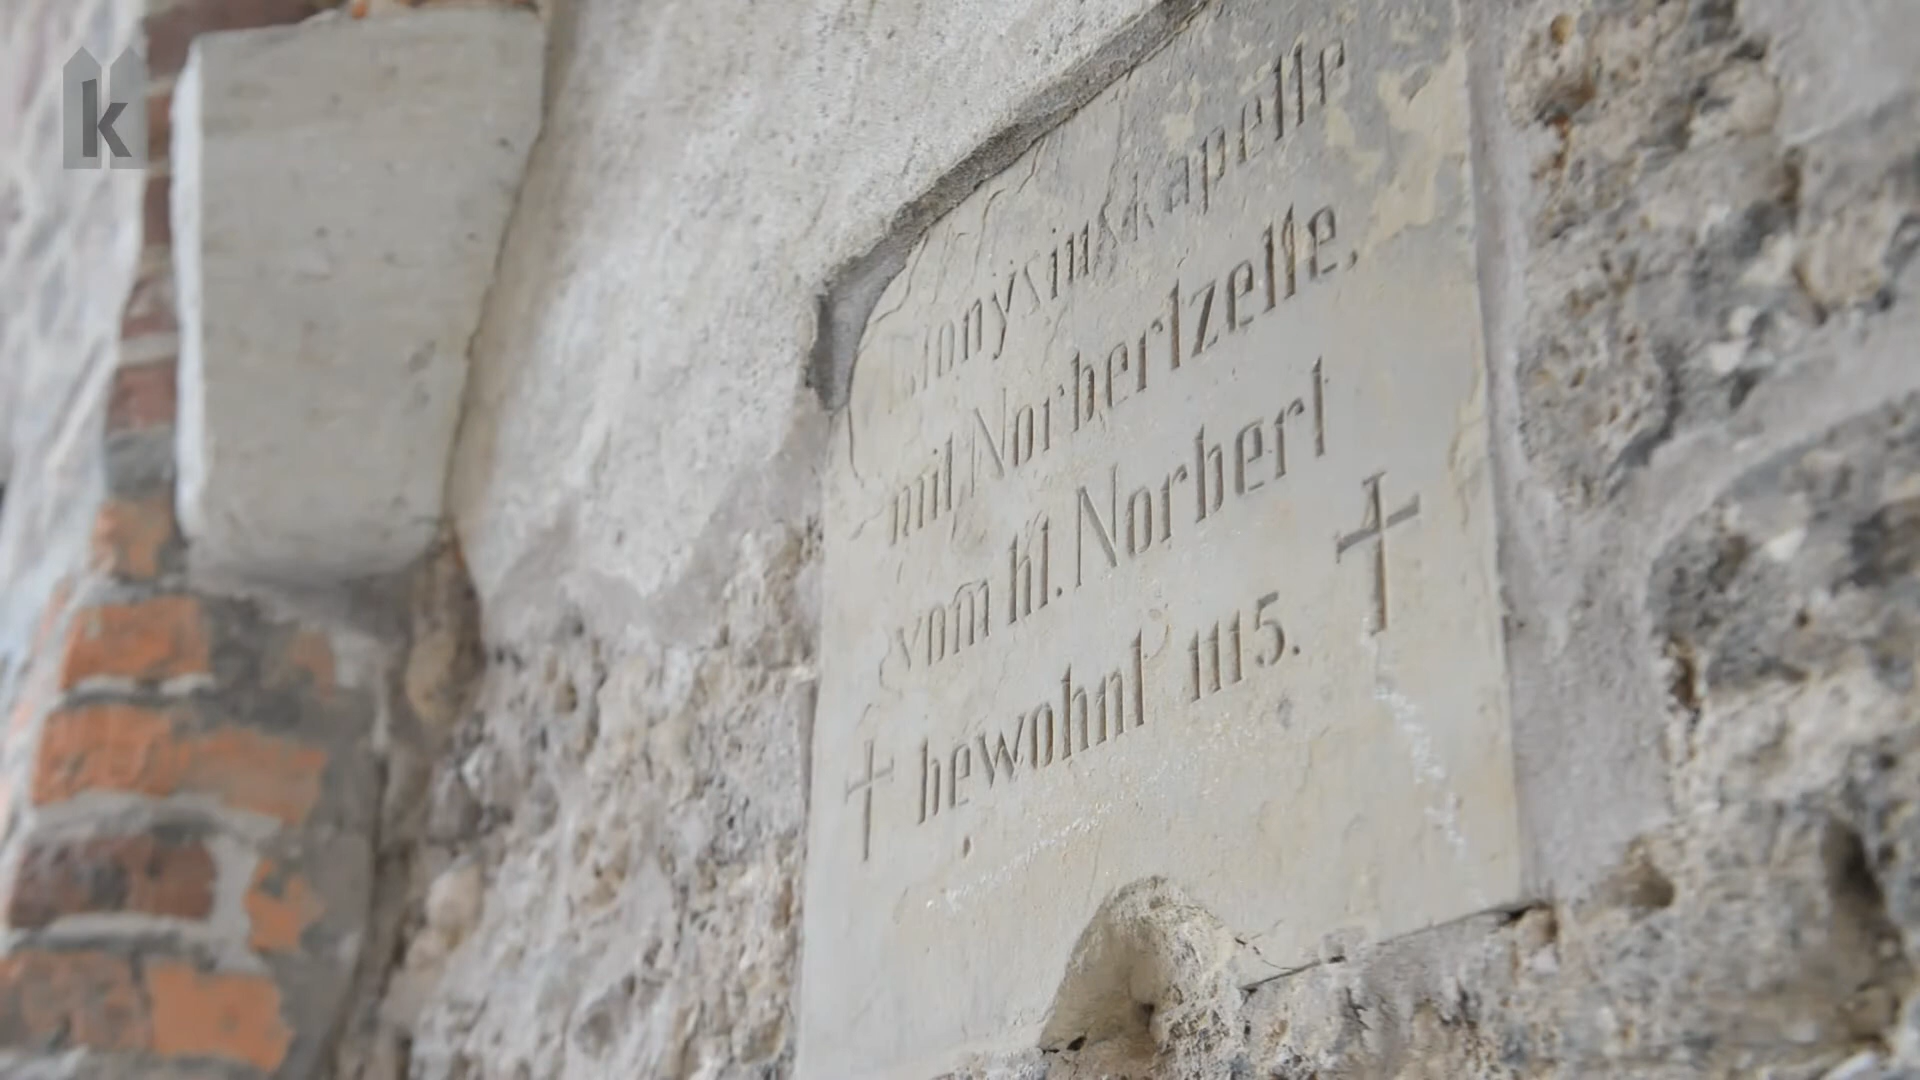 k
Dionysiuskapelle
mit Norbertzelle,
vom hl. Norbert
† bewohnt 1115. †